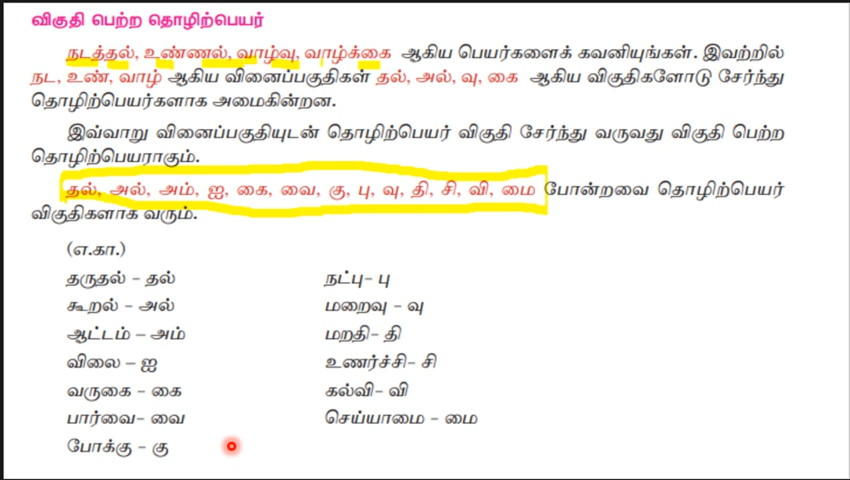 விகுதி பெற்ற தொழிற்பெயர்
நடத்தல், உண்ணல், வாழ்வு, வாழ்க்கை ஆகிய பெயர்களைக் கவனியுங்கள். இவற்றில்
நட, உண், வாழ் ஆகிய வினைப்பகுதிகள் தல், அல், வு, கை ஆகிய விகுதிகளோடு சேர்ந்து
தொழிற்பெயர்களாக அமைகின்றன.
இவ்வாறு வினைப்பகுதியுடன் தொழிற்பெயர் விகுதி சேர்ந்து வருவது விகுதி பெற்ற
தொழிற்பெயராகும்.
தல், அல், அம், ஐ, கை, வை, கு, பு, வு, தி, சி, வி, மை போன்றவை தொழிற்பெயர்
விகுதிகளாக வரும்.
(எ.கா.)
தருதல் – தல்
கூறல் – அல்
ஆட்டம் – அம்
விலை – ஐ
வருகை – கை
பார்வை– வை
போக்கு – கு
நட்பு– பு
மறைவு – வு
மறதி– தி
உணர்ச்சி– சி
கல்வி– வி
செய்யாமை – மை